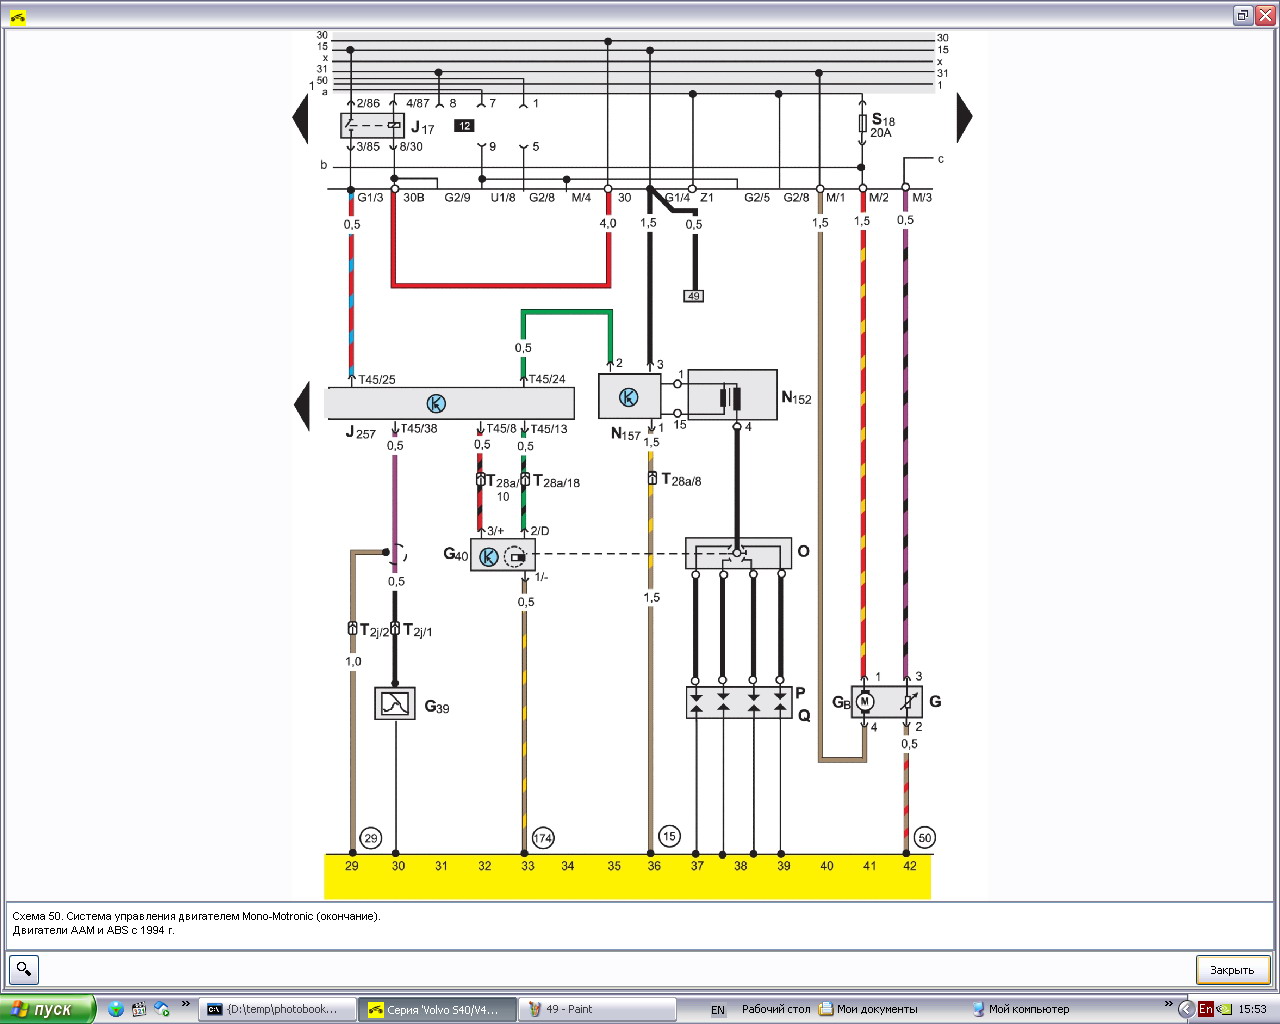 30 30
15 15
x x
31 31
50
1 1
a
2/86 4/87 8 7 1
J17 12 S18
20A
3/85 8/30 9 5
b c
G1/3 30B G2/9 U1/8 G2/8 M/4 30 G1/4 Z1 G2/5 G2/8 M/1 M/2 M/3
0,5 4,0 1,5 0,5 1,5 1,5 0,5
49
0,5
2 3
T45/25 T45/24 1
N152
J257 T45/38 T45/8 T45/13 N157 1 15 4
0,5 0,5 0,5 1,5
T28a/10 T28a/18 T28a/8
3/+ 2/D
G40 O
1/-
0,5 0,5 1,5
T2j/2 T2j/1
1,0
1 3
P
G39 GB M G
Q
4 2
0,5
29 174 15 50
29 30 31 32 33 34 35 36 37 38 39 40 41 42
Схема 50. Система управления двигателем Mono-Motronic (окончание).
Двигатели AAM и ABS с 1994 г.
Закрыть
пуск
»
{D:\temp\photobook...
Серия 'Volvo S40/V4...
49 - Paint
EN
Рабочий стол
Мои документы
Мой компьютер
»
En
15:53